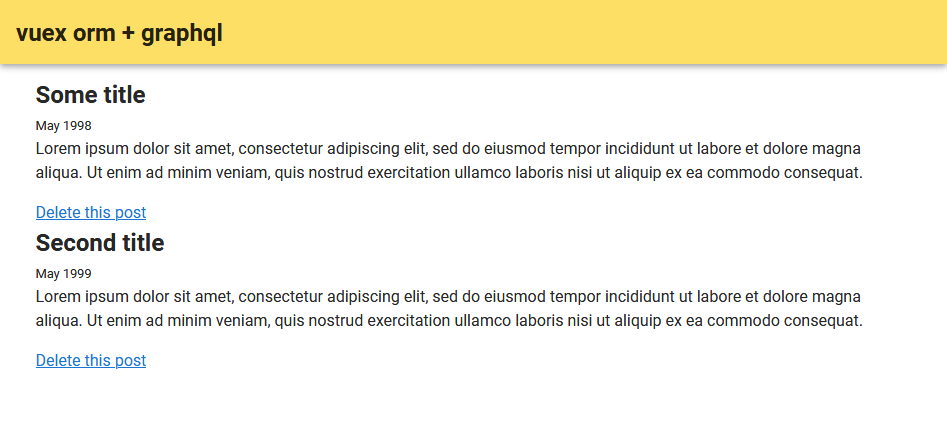 vuex orm + graphql
Some title
May 1998
Lorem ipsum dolor sit amet, consectetur adipiscing elit, sed do eiusmod tempor incididunt ut labore et dolore magna
aliqua. Ut enim ad minim veniam, quis nostrud exercitation ullamco laboris nisi ut aliquip ex ea commodo consequat.
Delete this post
Second title
May 1999
Lorem ipsum dolor sit amet, consectetur adipiscing elit, sed do eiusmod tempor incididunt ut labore et dolore magna
aliqua. Ut enim ad minim veniam, quis nostrud exercitation ullamco laboris nisi ut aliquip ex ea commodo consequat.
Delete this post